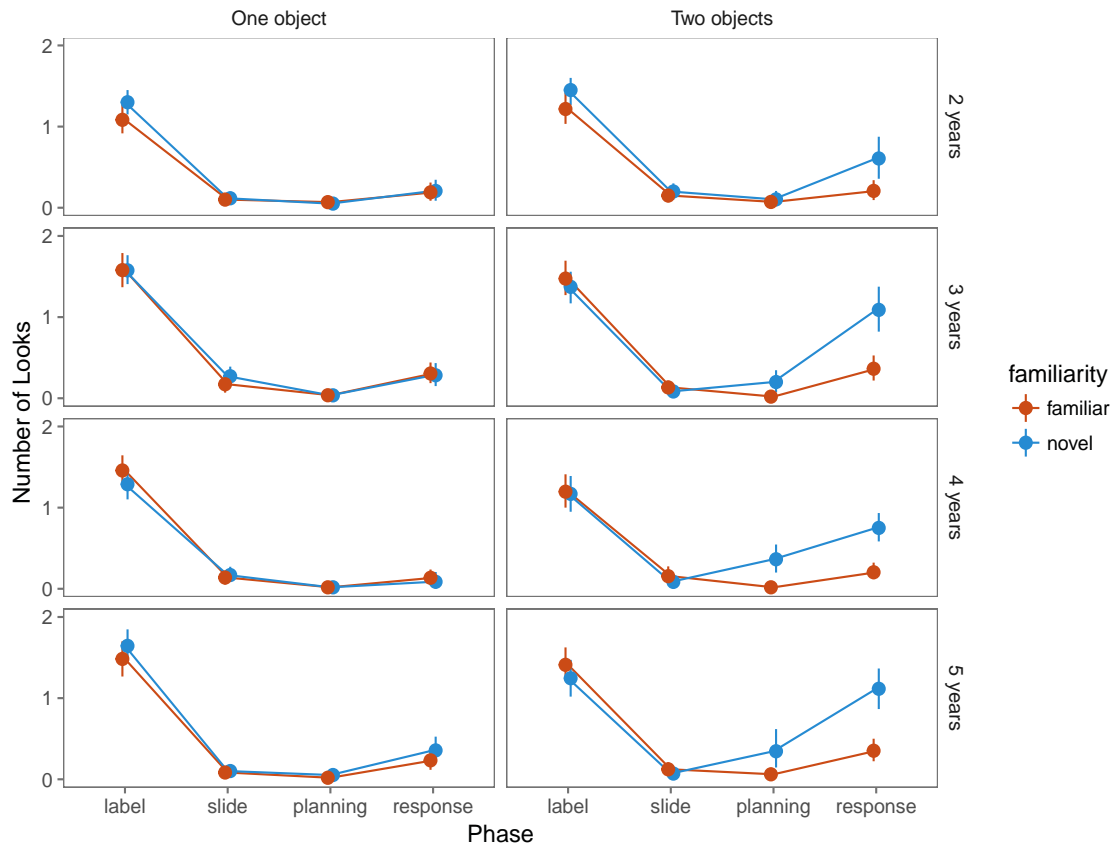 One object
Two objects
2
1
0
2 years
2
1
0
3 years
2
1
0
4 years
2
1
0
5 years
label
slide
planning
response
label
slide
planning
response
Phase
Number of Looks
familiarity
familiar
novel